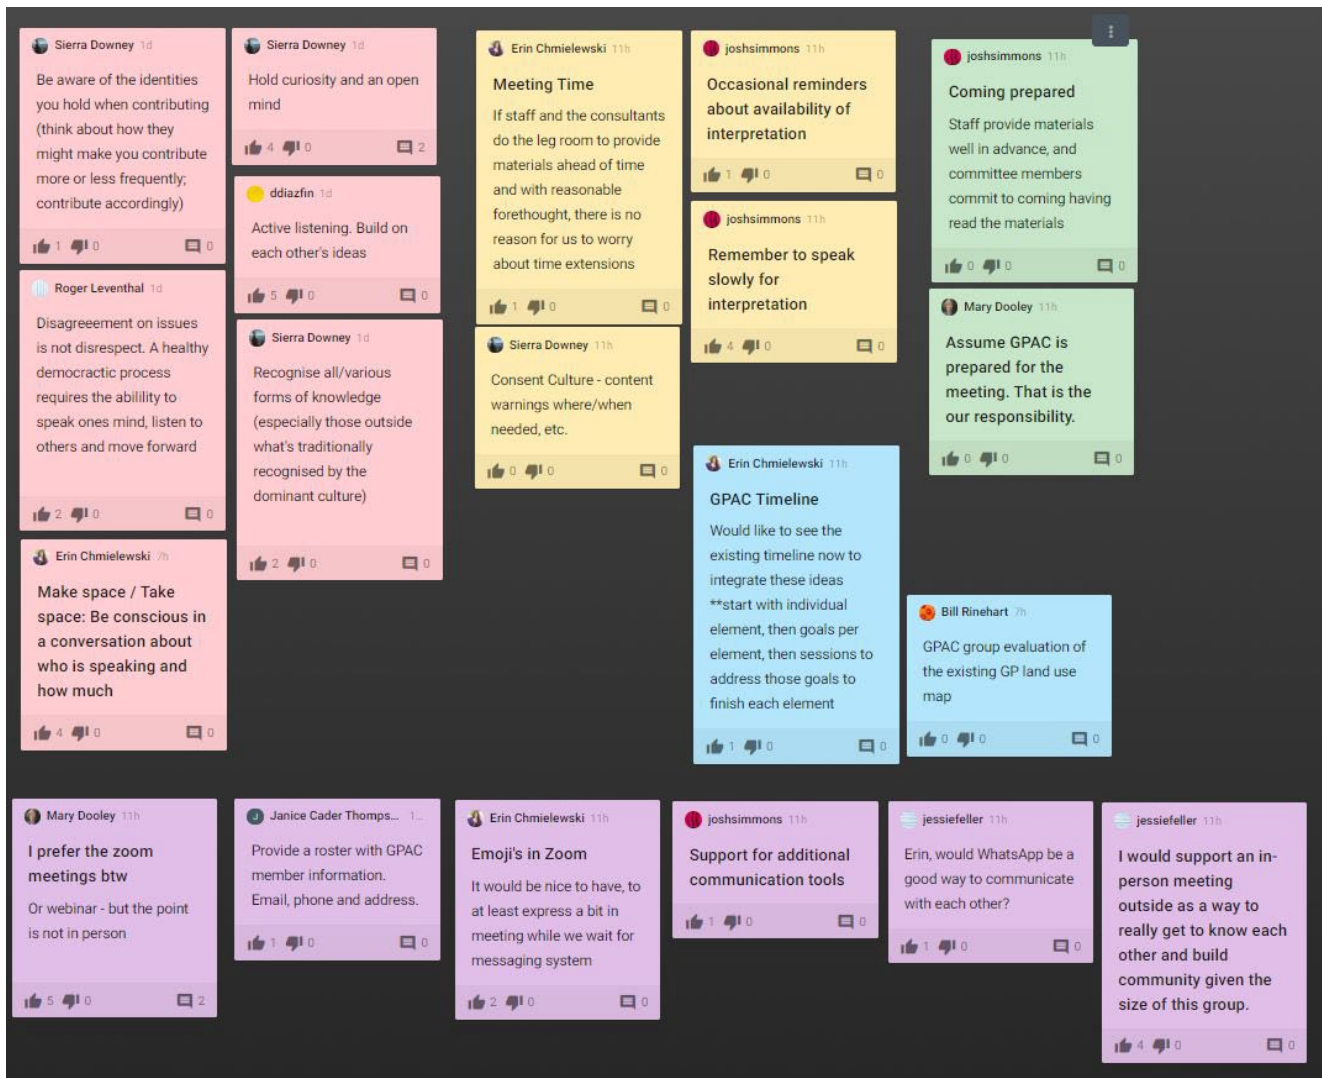 Sierra Downey 1d
Be aware of the identities
you hold when contributing
(think about how they
might make you contribute
more or less frequently;
contribute accordingly)
1 0 0
Roger Leventhal 1d
Disagreeement on issues
is not disrespect. A healthy
democractic process
requires the abililty to
speak ones mind, listen to
others and move forward
2 0 0
Erin Chmielewski 7h
Make space / Take
space: Be conscious in
a conversation about
who is speaking and
how much
4 0 0
Sierra Downey 1d
Hold curiosity and an open
mind
4 0 2
ddiazfin 1d
Active listening. Build on
each other's ideas
5 0 0
Sierra Downey 1d
Recognise all/various
forms of knowledge
(especially those outside
what's traditionally
recognised by the
dominant culture)
2 0 0
Erin Chmielewski 11h
Meeting Time
If staff and the consultants
do the leg room to provide
materials ahead of time
and with reasonable
forethought, there is no
reason for us to worry
about time extensions
1 0 0
Sierra Downey 11h
Consent Culture - content
warnings where/when
needed, etc.
0 0 0
joshsimmons 11h
Occasional reminders
about availability of
interpretation
1 0 0
joshsimmons 11h
Remember to speak
slowly for
interpretation
4 0 0
joshsimmons 11h
Coming prepared
Staff provide materials
well in advance, and
committee members
commit to coming having
read the materials
0 0 0
Mary Dooley 11h
Assume GPAC is
prepared for the
meeting. That is the
our responsibility.
0 0 0
Erin Chmielewski 11h
GPAC Timeline
Would like to see the
existing timeline now to
integrate these ideas
**start with individual
element, then goals per
element, then sessions to
address those goals to
finish each element
1 0 0
Bill Rinehart 7h
GPAC group evaluation of
the existing GP land use
map
0 0 0
Mary Dooley 11h
I prefer the zoom
meetings btw
Or webinar - but the point
is not in person
5 0 2
J Janice Cader Thomps... 1...
Provide a roster with GPAC
member information.
Email, phone and address.
1 0 0
Erin Chmielewski 11h
Emoji's in Zoom
It would be nice to have, to
at least express a bit in
meeting while we wait for
messaging system
2 0 0
joshsimmons 11h
Support for additional
communication tools
1 0 0
jessiefeller 11h
Erin, would WhatsApp be a
good way to communicate
with each other?
1 0 0
jessiefeller 11h
I would support an in-
person meeting
outside as a way to
really get to know each
other and build
community given the
size of this group.
4 0 0